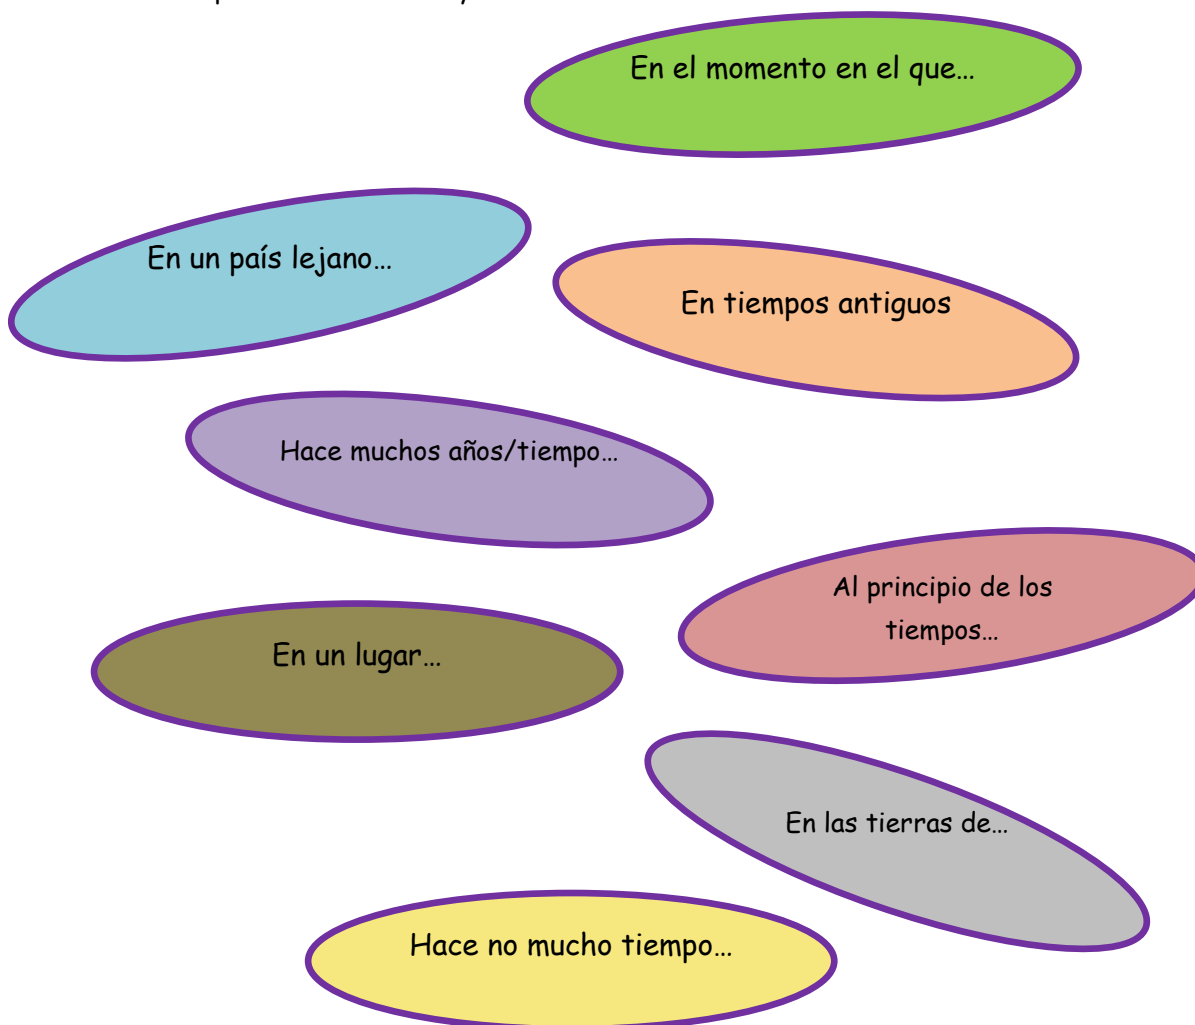 En el momento en el que…
En un país lejano…
En tiempos antiguos
Hace muchos años/tiempo…
Al principio de los
tiempos…
En un lugar…
En las tierras de…
Hace no mucho tiempo…